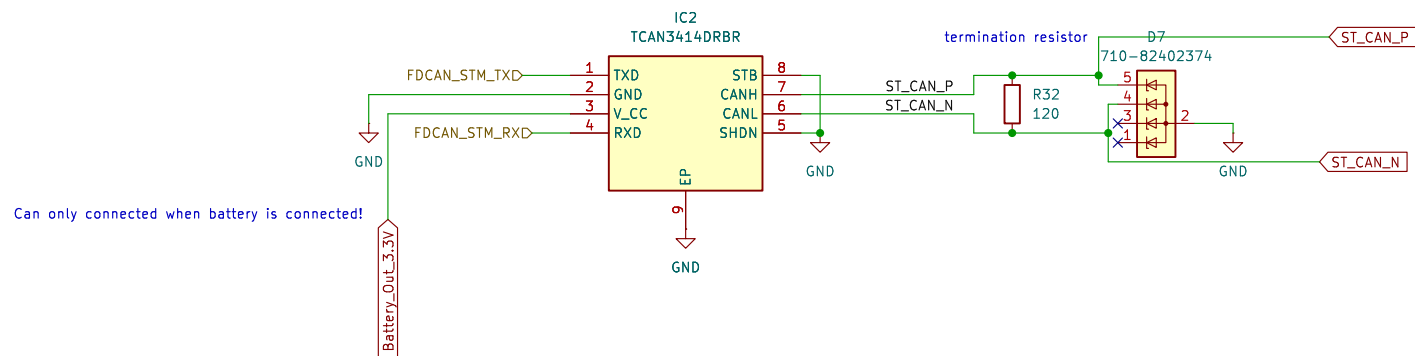 IC2
TCAN3414DRBR
FDCAN_STM_TX
1
TXD
2
GND
3
V_CC
FDCAN_STM_RX
4
RXD
STB
8
CANH
7
CANL
6
SHDN
5
EP
9
GND
GND
GND
ST_CAN_P
ST_CAN_N
termination resistor
R32
120
D7
710-82402374
5
4
3
1
2
GND
ST_CAN_P
ST_CAN_N
Can only connected when battery is connected!
Battery_Out_3.3V